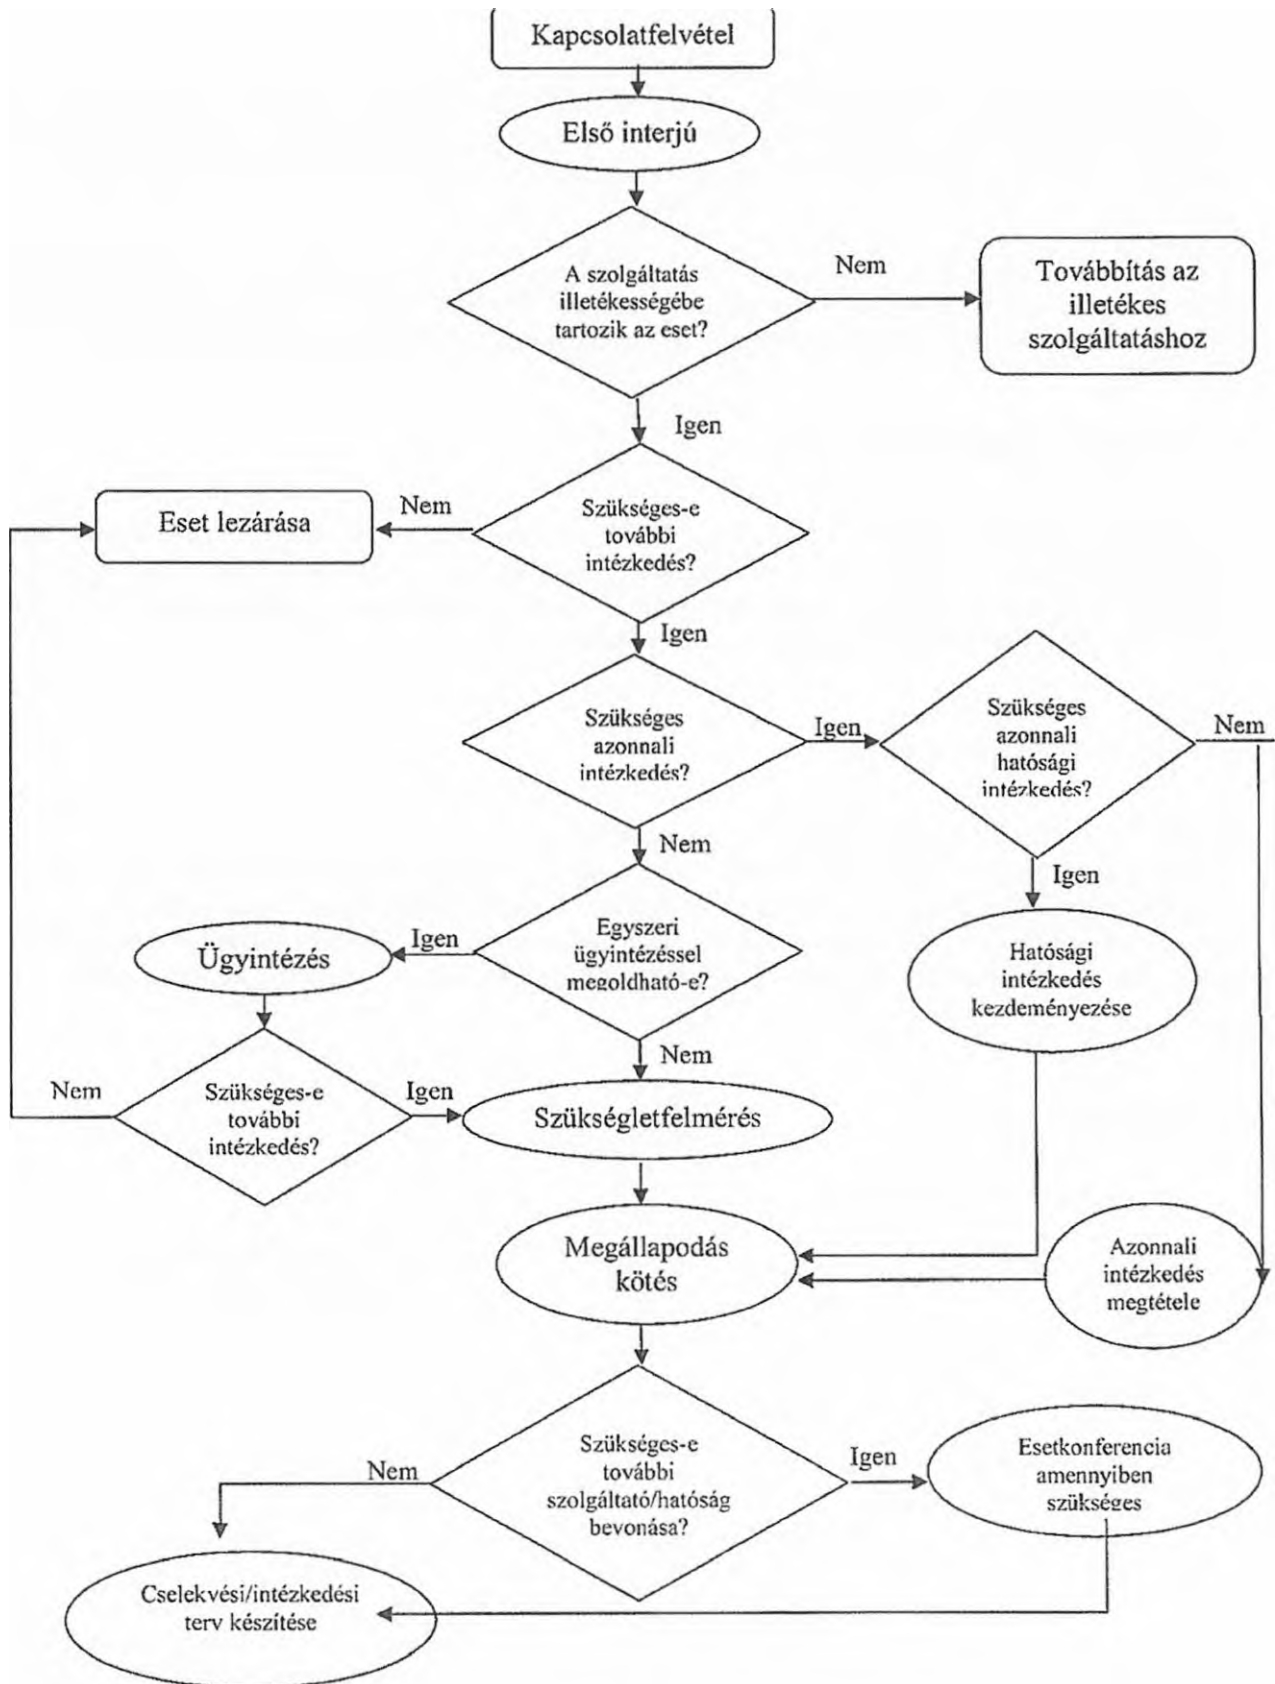 Kapcsolatfelvétel
Első interjú
A szolgáltatás
illetékességébe
tartozik az eset?
Nem
Továbbítás az
illetékes
szolgáltatáshoz
Igen
Eset lezárása
Nem
Szükséges-e
további
intézkedés?
Igen
Szükséges
azonnali
intézkedés?
Igen
Szükséges
azonnali
hatósági
intézkedés?
Nem
Nem
Igen
Ügyintézés
Igen
Egyszeri
ügyintézéssel
megoldható-e?
Hatósági
intézkedés
kezdeményezése
Nem
Nem
Szükséges-e
további
intézkedés?
Igen
Szükségletfelmérés
Megállapodás
kötés
Azonnali
intézkedés
megtétele
Szükséges-e
további
szolgáltató/hatóság
bevonása?
Nem
Igen
Esetkonferencia
amennyiben
szükséges
Cselekvési/intézkedési
terv készítése